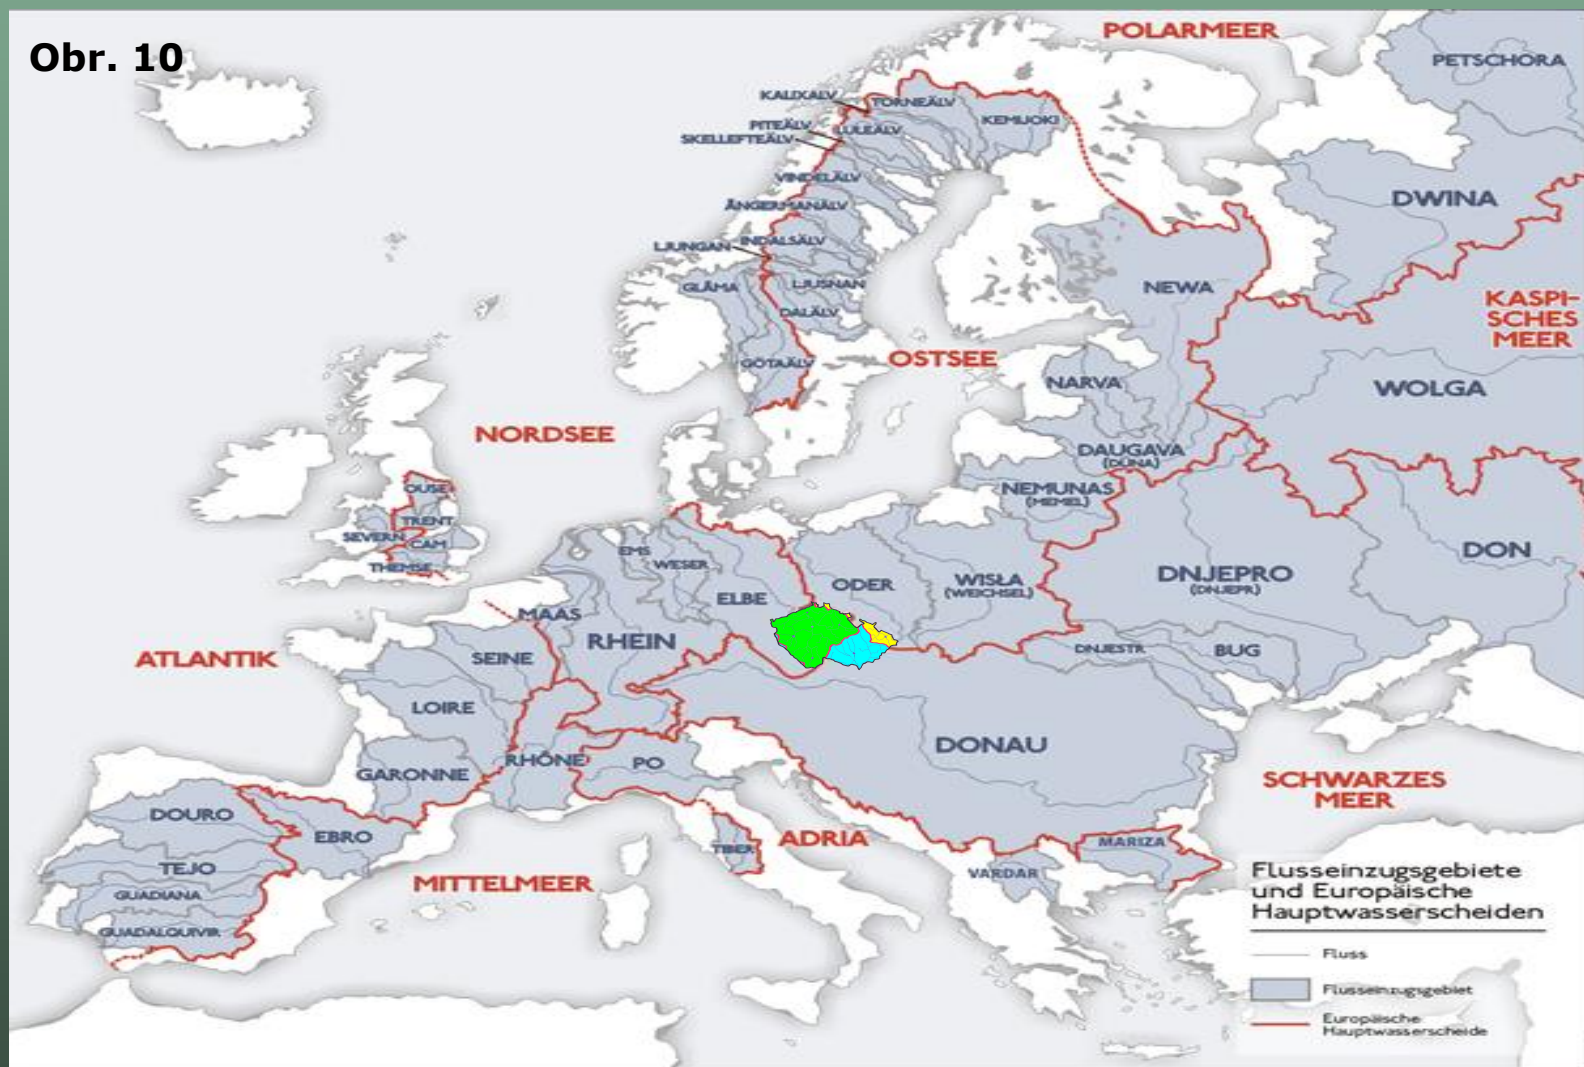 Obr. 10
POLARMEER
PETSCHORA
KALIXALV
TORNEÄLV
KEMIJOKI
PITEÄLV
LULEALV
SKELLEFTEÄLV
VINDELÄLV
DWINA
ÅNGERMANÄLV
LJUNGAN
INDALSÄLV
GLÅMA
LJUSNAN
NEWA
DALÄLV
KASPI-
SCHES
MEER
GÖTAÄLV
OSTSEE
NARVA
WOLGA
NORDSEE
DAUGAVA
(DÜNA)
OUSE
NEMUNAS
(MEMEL)
TRENT
SEVERN
CAM
THEMSE
EMS
WESER
ELBE
ODER
WISŁA
(WEICHSEL)
DNJEPRO
(DNJEPR)
DON
MAAS
RHEIN
ATLANTIK
SEINE
DNJESTR
BUG
LOIRE
DONAU
GARONNE
RHÔNE
PO
SCHWARZES
MEER
DOURO
EBRO
TIBER
ADRIA
MARIZA
TEJO
MITTELMEER
VARDAR
GUADIANA
GUADALQUIVIR
Flusseinzugsgebiete
und Europäische
Hauptwasserscheiden
Fluss
Flusseinzugsgebiet
Europäische
Hauptwasserscheide